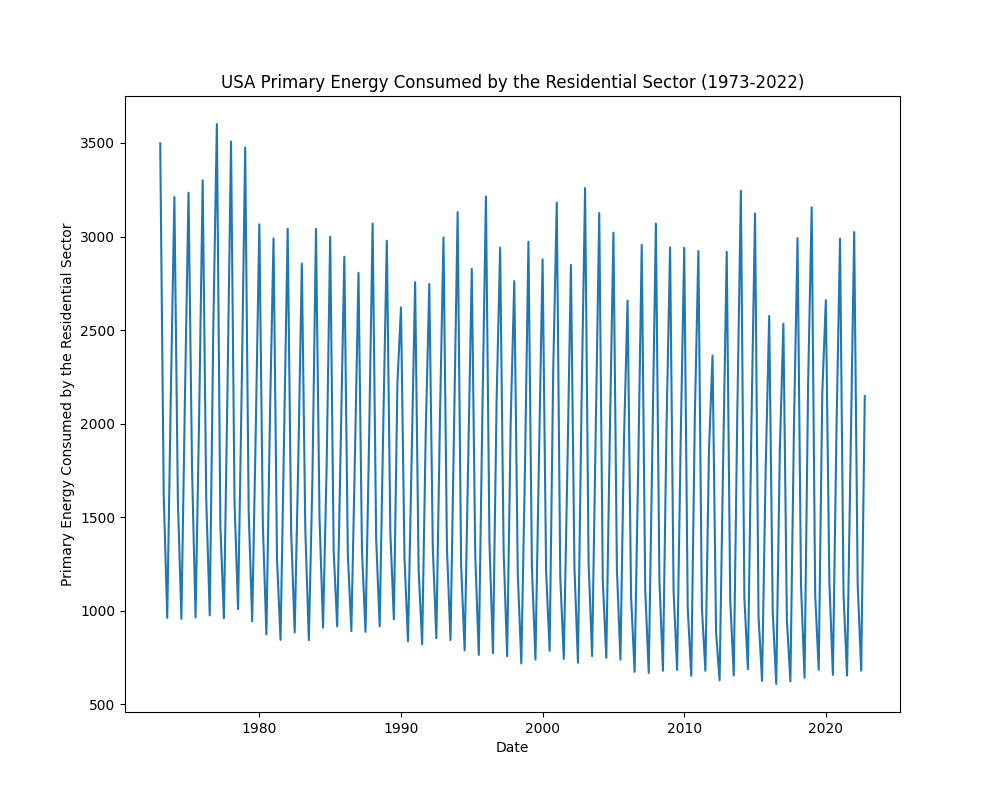 USA Primary Energy Consumed by the Residential Sector (1973-2022)
Primary Energy Consumed by the Residential Sector
3500
3000
2500
2000
1500
1000
500
1980 1990 2000 2010 2020
Date